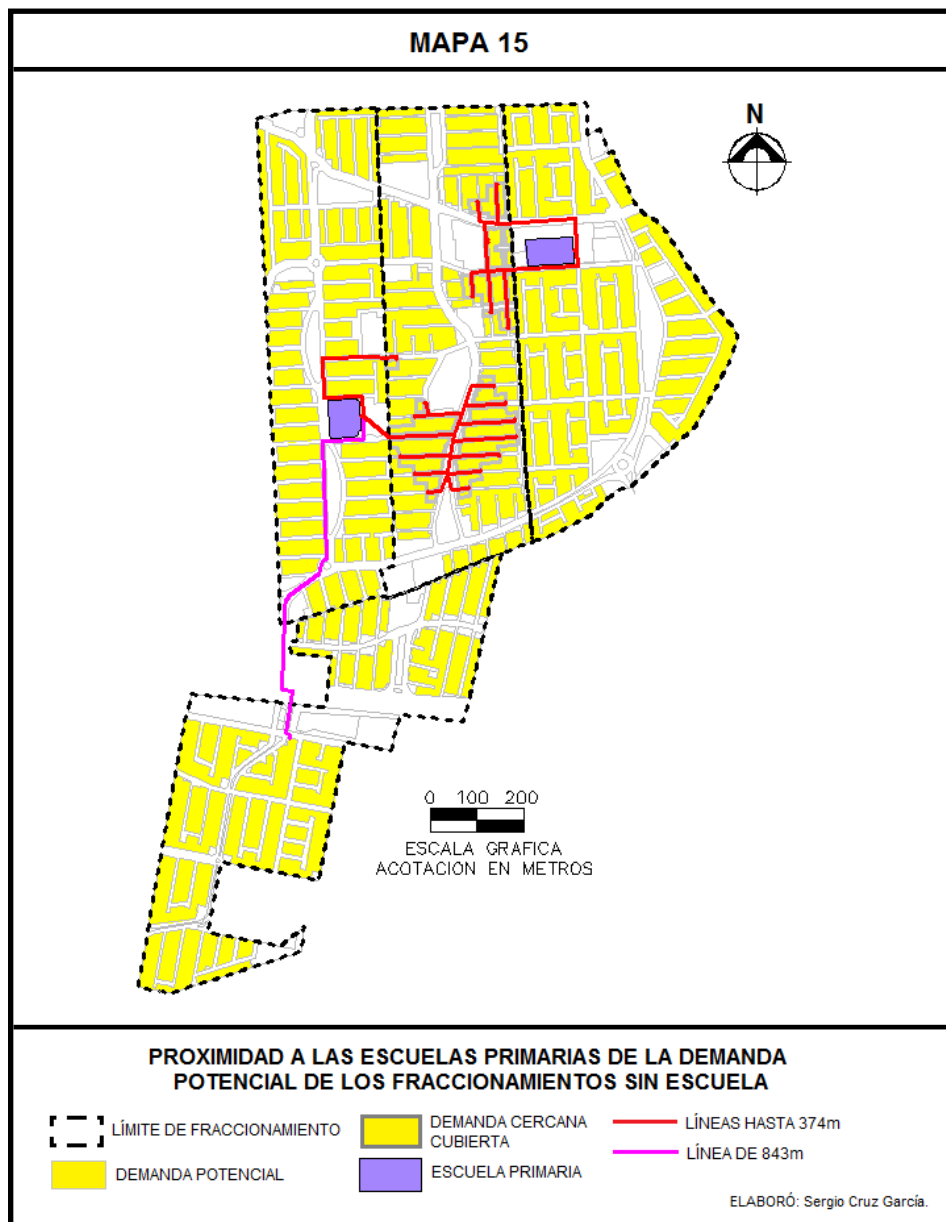 MAPA 15
N
0 100 200
ESCALA GRAFICA
ACOTACION EN METROS
PROXIMIDAD A LAS ESCUELAS PRIMARIAS DE LA DEMANDA
POTENCIAL DE LOS FRACCIONAMIENTOS SIN ESCUELA
LÍMITE DE FRACCIONAMIENTO
DEMANDA POTENCIAL
DEMANDA CERCANA
CUBIERTA
ESCUELA PRIMARIA
LÍNEAS HASTA 374m
LÍNEA DE 843m
ELABORÓ: Sergio Cruz García.